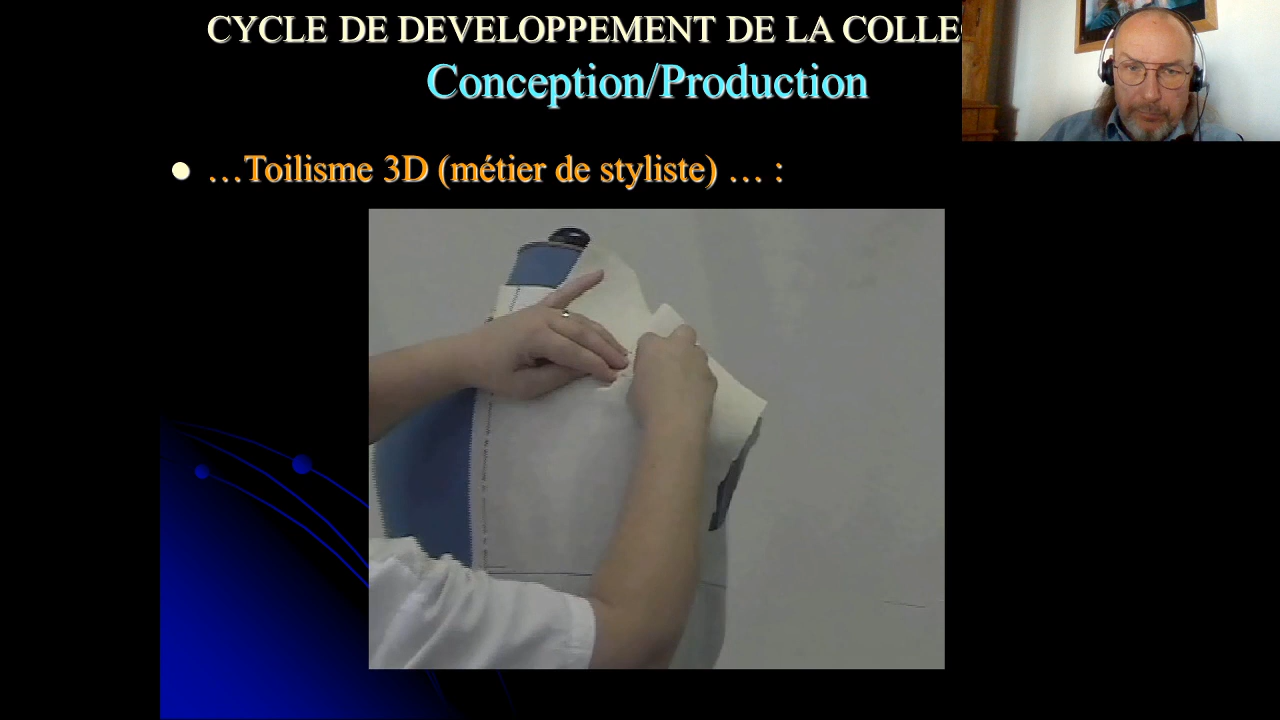 CYCLE DE DEVELOPPEMENT DE LA COLLE
Conception/Production
…Toilisme 3D (métier de styliste) … :